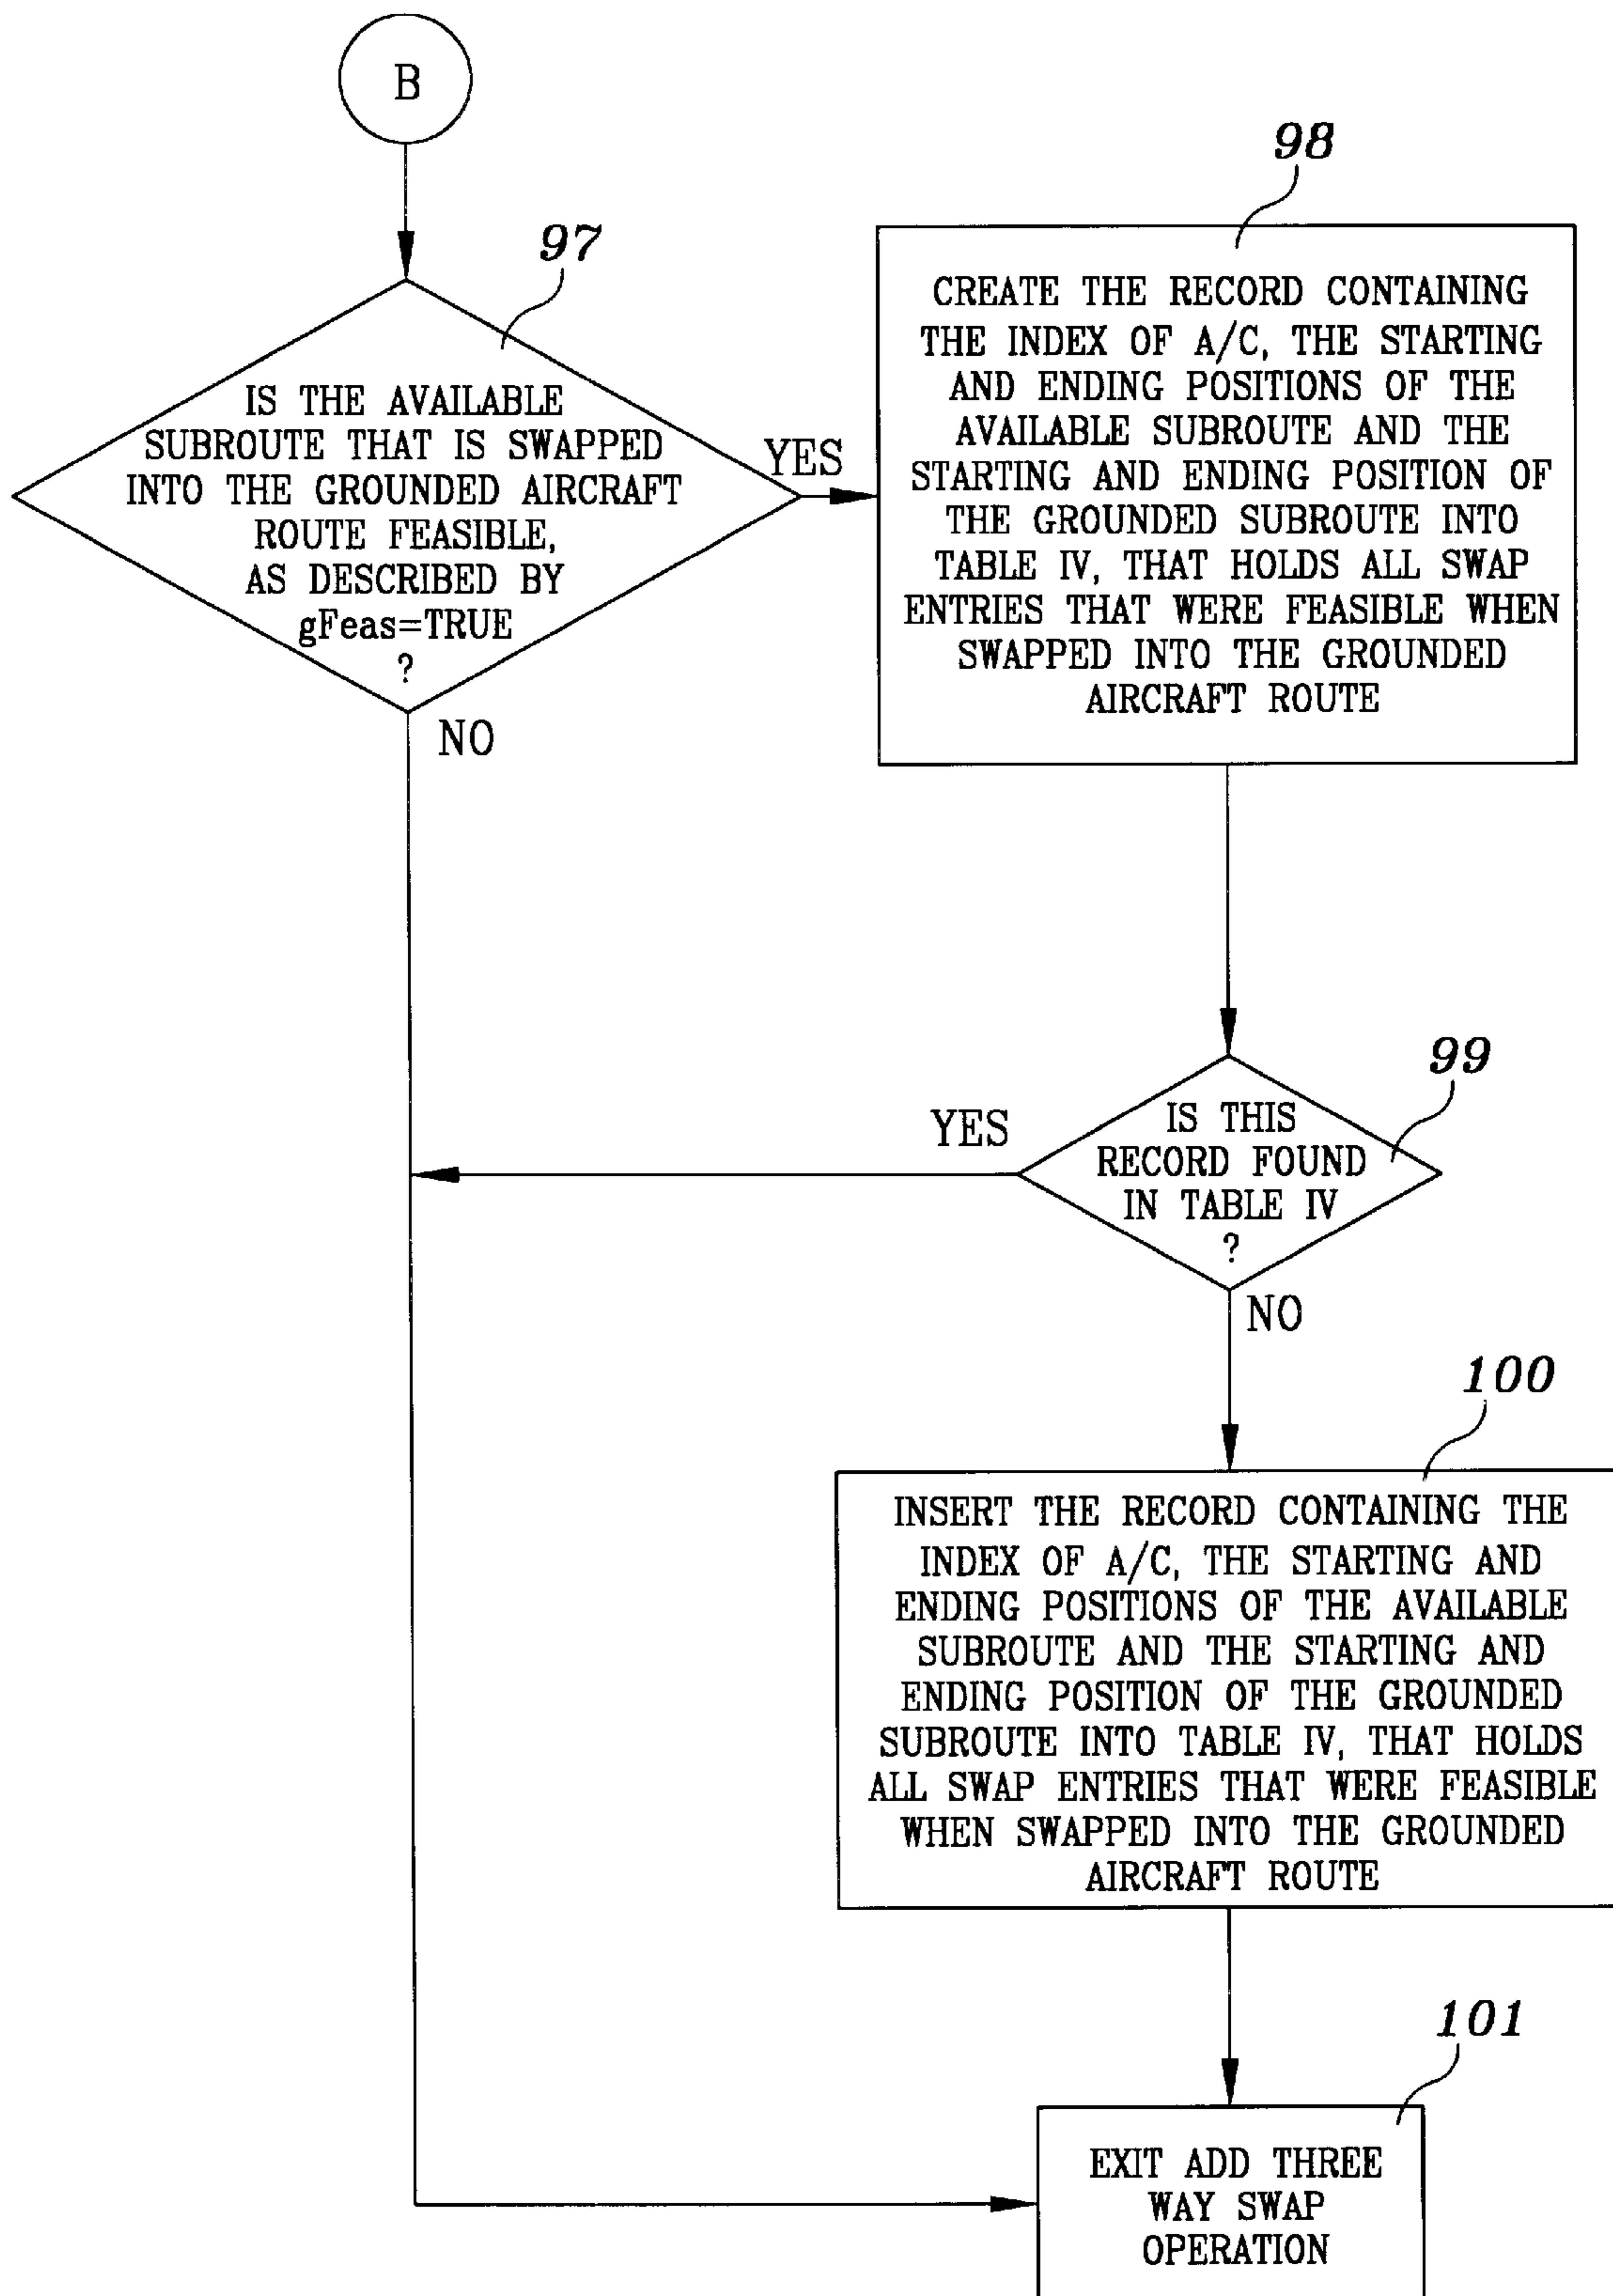 B
97
IS THE AVAILABLE
SUBROUTE THAT IS SWAPPED
INTO THE GROUNDED AIRCRAFT
ROUTE FEASIBLE,
AS DESCRIBED BY
gFeas=TRUE
?
YES
NO
98
CREATE THE RECORD CONTAINING
THE INDEX OF A/C, THE STARTING
AND ENDING POSITIONS OF THE
AVAILABLE SUBROUTE AND THE
STARTING AND ENDING POSITION OF
THE GROUNDED SUBROUTE INTO
TABLE IV, THAT HOLDS ALL SWAP
ENTRIES THAT WERE FEASIBLE WHEN
SWAPPED INTO THE GROUNDED
AIRCRAFT ROUTE
99
IS THIS
RECORD FOUND
IN TABLE IV
?
YES
NO
100
INSERT THE RECORD CONTAINING THE
INDEX OF A/C, THE STARTING AND
ENDING POSITIONS OF THE AVAILABLE
SUBROUTE AND THE STARTING AND
ENDING POSITION OF THE GROUNDED
SUBROUTE INTO TABLE IV, THAT HOLDS
ALL SWAP ENTRIES THAT WERE FEASIBLE
WHEN SWAPPED INTO THE GROUNDED
AIRCRAFT ROUTE
101
EXIT ADD THREE
WAY SWAP
OPERATION